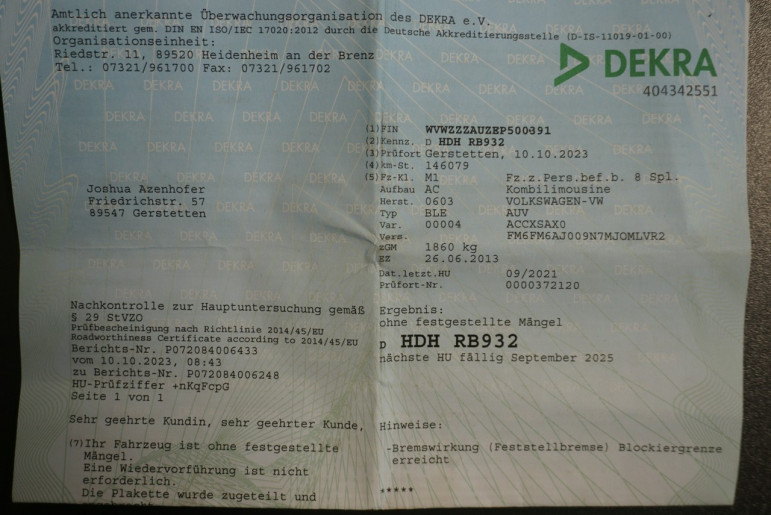 Amtlich anerkannte Überwachungsorganisation des DEKRA e.V.
akkreditiert gem. DIN EN ISO/IEC 17020:2012 durch die Deutsche Akkreditierungsstelle (D-IS-11019-01-00)
Organisationseinheit:
Riedstr. 11, 89520 Heidenheim an der Brenz
Tel.: 07321/961700 Fax: 07321/961702
DEKRA
404342551
(1) FIN WVWZZZAUZEP500391
(2) Kennz. p HDH RB932
(3) Prüfort Gerstetten, 10.10.2023
(4) km-St. 146079
(5) Fz-Kl. M1 Fz.z.Pers.bef.b. 8 Spl.
Aufbau AC Kombilimousine
Herst. 0603 VOLKSWAGEN-VW
Typ BLE AUV
Var. 00004 ACCXSAX0
Vers. FM6FM6AJ009N7MJOMLVR2
zGM 1860 kg
EZ 26.06.2013
Dat.letzt.HU 09/2021
Prüfort-Nr. 0000372120
Joshua Azenhofer
Friedrichstr. 57
89547 Gerstetten
Nachkontrolle zur Hauptuntersuchung gemäß
§ 29 StVZO
Prüfbescheinigung nach Richtlinie 2014/45/EU
Roadworthiness Certificate according to 2014/45/EU
Berichts-Nr. P072084006433
vom 10.10.2023, 08:43
zu Berichts-Nr. P072084006248
HU-Prüfziffer +nKqFcpG
Seite 1 von 1
Ergebnis:
ohne festgestellte Mängel
p HDH RB932
nächste HU fällig September 2025
Sehr geehrte Kundin, sehr geehrter Kunde,
(7) Ihr Fahrzeug ist ohne festgestellte
Mängel.
Eine Wiedervorführung ist nicht
erforderlich.
Die Plakette wurde zugeteilt und
Hinweise:
-Bremswirkung (Feststellbremse) Blockiergrenze
erreicht
*****